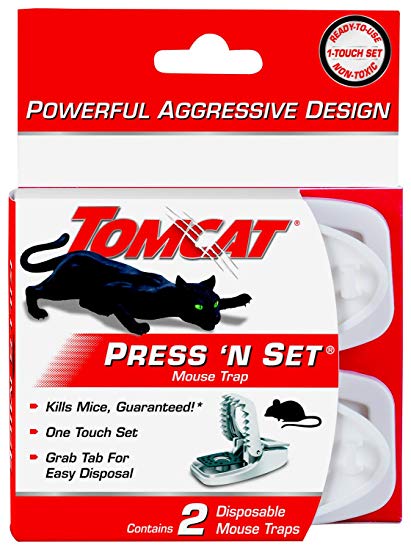 READY-TO-USE
1-TOUCH SET
NON-TOXIC
POWERFUL AGGRESSIVE DESIGN
TOMCAT®
PRESS 'N SET®
Mouse Trap
Kills Mice, Guaranteed!*
One Touch Set
Grab Tab For
Easy Disposal
Contains 2 Disposable
Mouse Traps